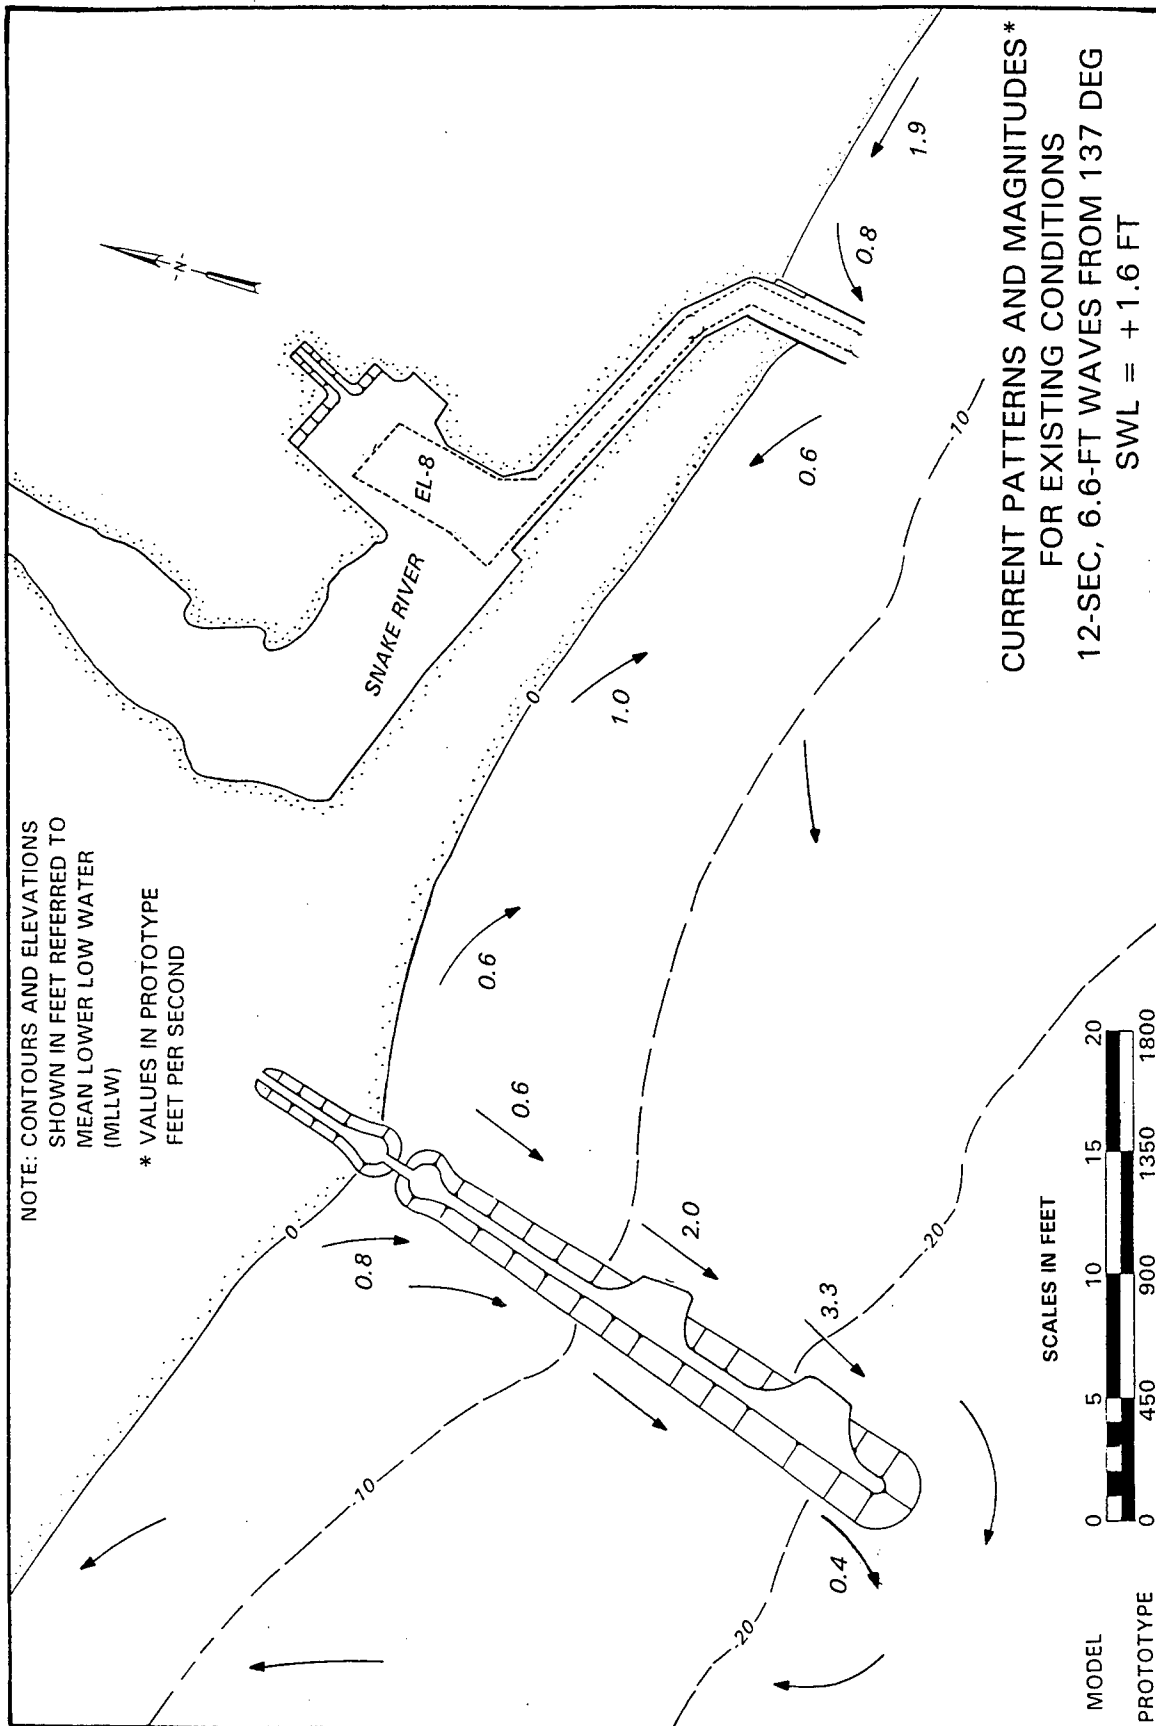 NOTE: CONTOURS AND ELEVATIONS
SHOWN IN FEET REFERRED TO
MEAN LOWER LOW WATER
(MLLW)
* VALUES IN PROTOTYPE
FEET PER SECOND
-N-
SNAKE RIVER
EL-8
0
0
0.8
0.6
0.6
1.0
0.6
0.8
1.9
2.0
3.3
0.4
-10
-10
-20
-20
SCALES IN FEET
MODEL 0 5 10 15 20
PROTOTYPE 0 450 900 1350 1800
CURRENT PATTERNS AND MAGNITUDES*
FOR EXISTING CONDITIONS
12-SEC, 6.6-FT WAVES FROM 137 DEG
SWL = +1.6 FT